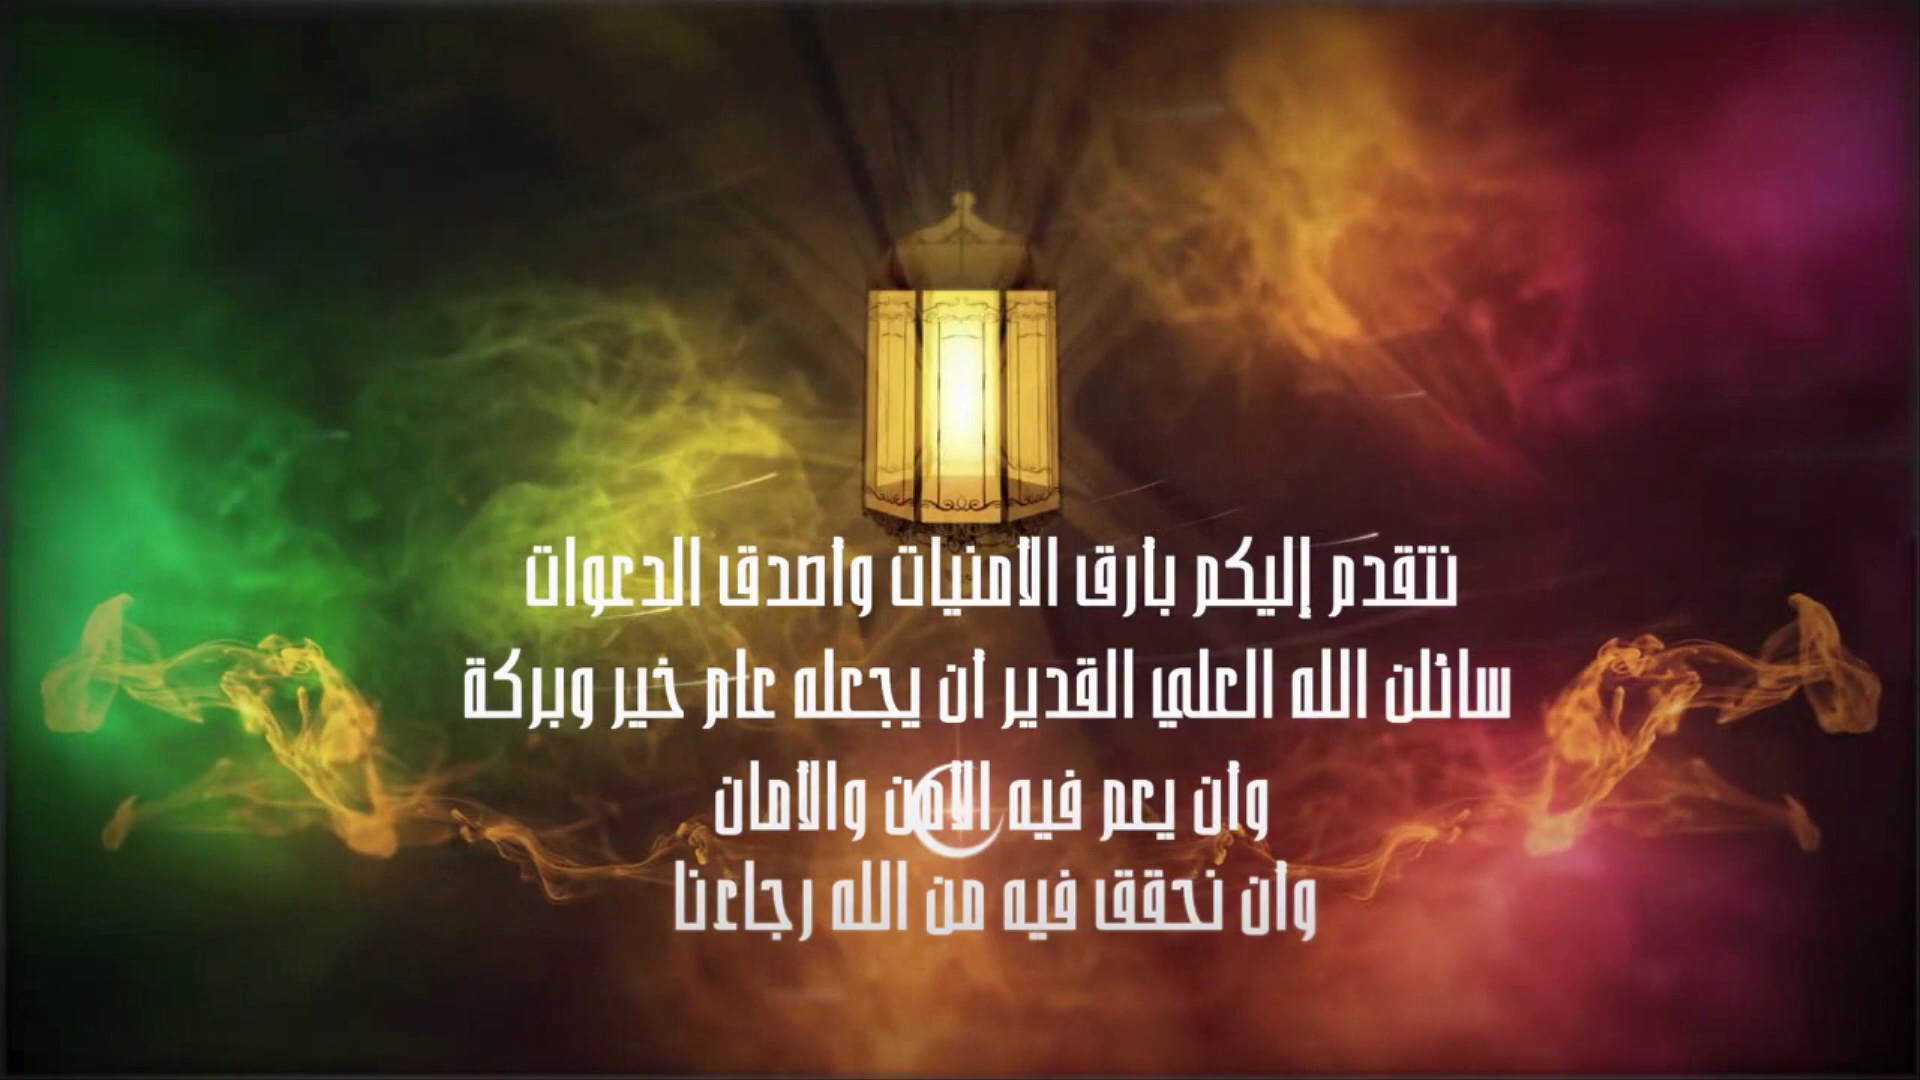 نتقدم إليكم بأرق الأمنيات وأصدق الدعوات
سائلن الله العلي القدير أن يجعله عام خير وبركة
وأن يعم فيه الأمن والأمان
وأن نحقق فيه من الله رجاءنا